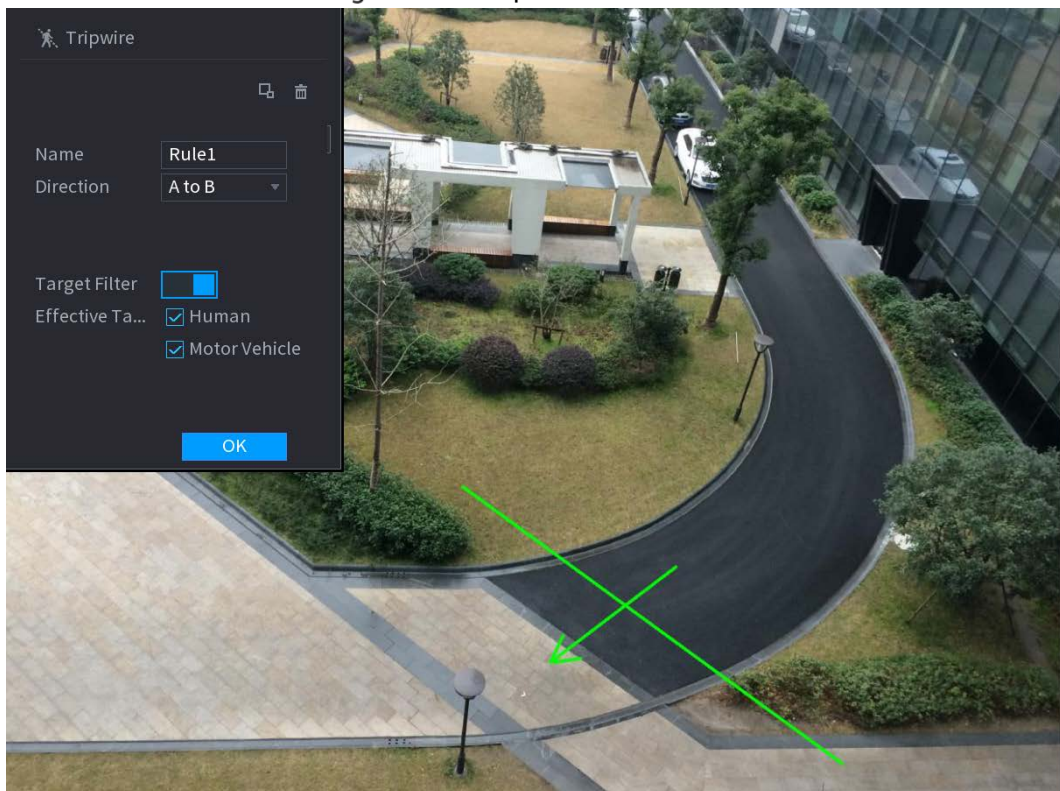 Tripwire
Name Rule1
Direction A to B
Target Filter
Effective Ta...
Human
Motor Vehicle
OK